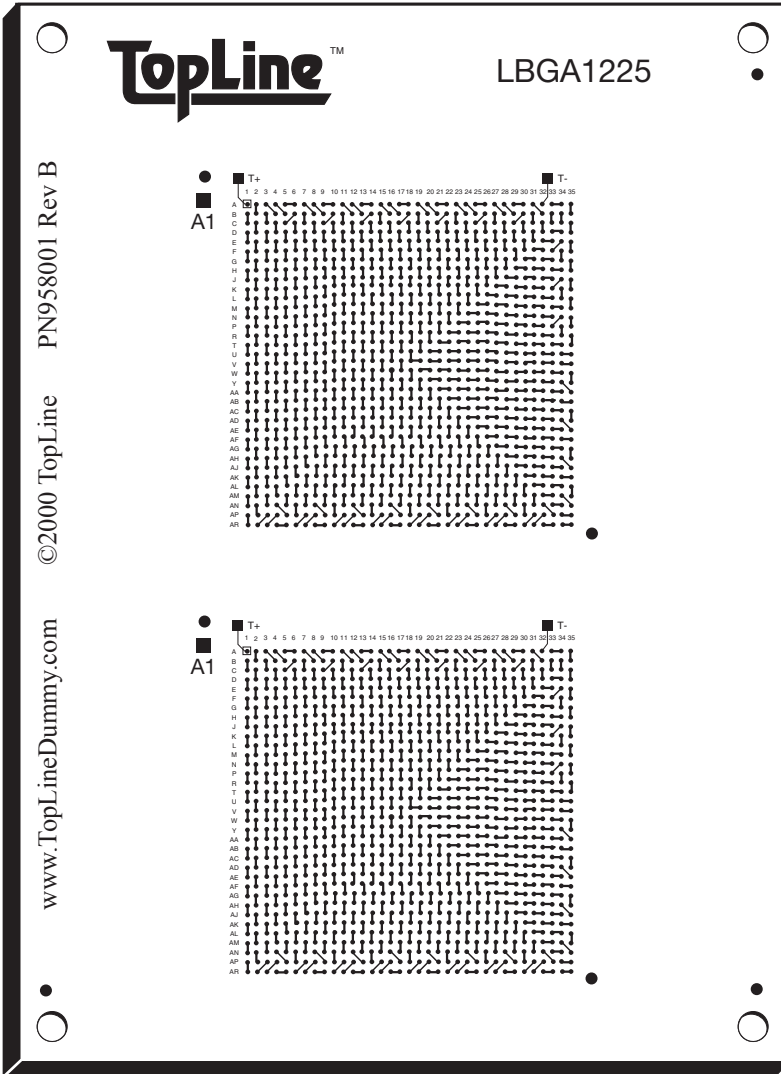 TopLine™
LBGA1225
PN958001 Rev B
©2000 TopLine
www.TopLineDummy.com
T+ T-
1 2 3 4 5 6 7 8 9 10 11 12 13 14 15 16 17 18 19 20 21 22 23 24 25 26 27 28 29 30 31 32 33 34 35
A1
A
B
C
D
E
F
G
H
J
K
L
M
N
P
R
T
U
V
W
Y
AA
AB
AC
AD
AE
AF
AG
AH
AJ
AK
AL
AM
AN
AP
AR
T+ T-
1 2 3 4 5 6 7 8 9 10 11 12 13 14 15 16 17 18 19 20 21 22 23 24 25 26 27 28 29 30 31 32 33 34 35
A1
A
B
C
D
E
F
G
H
J
K
L
M
N
P
R
T
U
V
W
Y
AA
AB
AC
AD
AE
AF
AG
AH
AJ
AK
AL
AM
AN
AP
AR